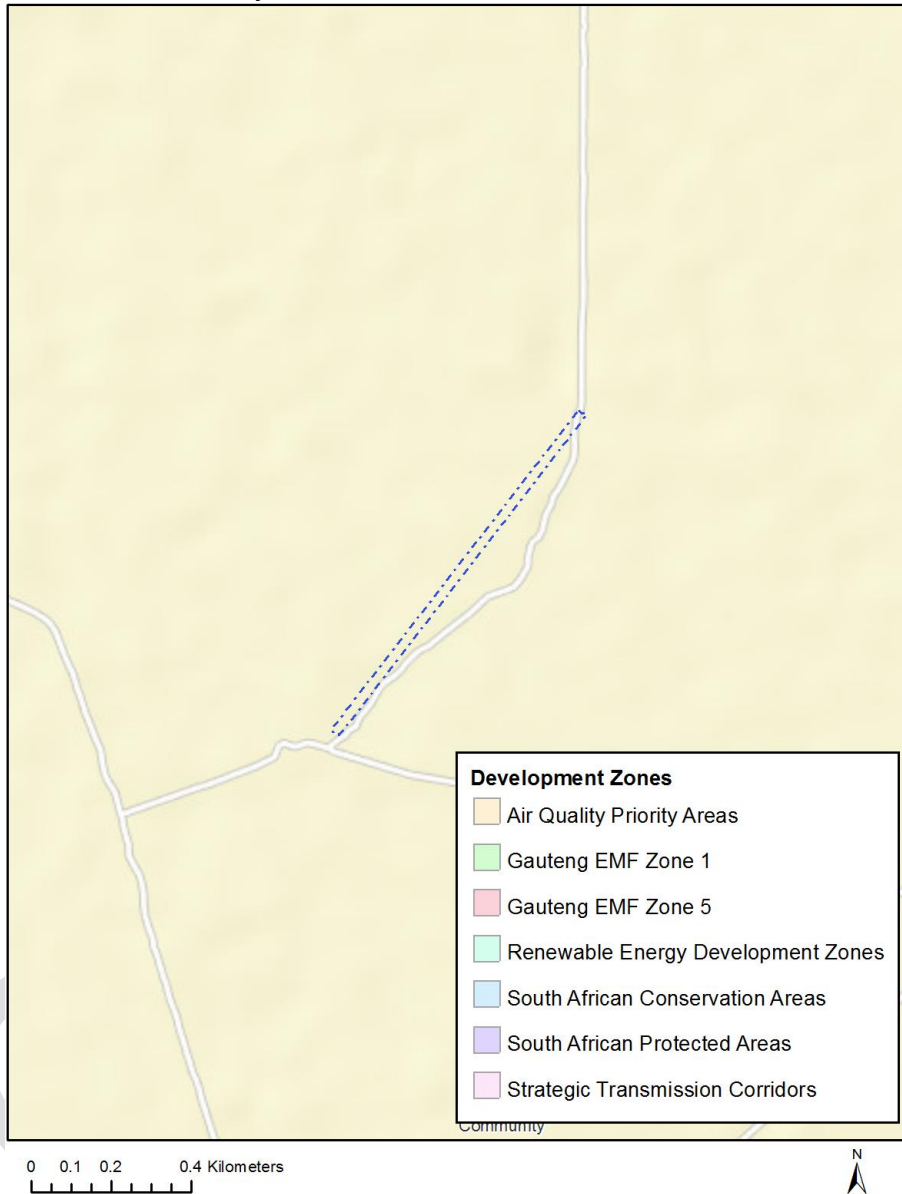 Development Zones
Air Quality Priority Areas
Gauteng EMF Zone 1
Gauteng EMF Zone 5
Renewable Energy Development Zones
South African Conservation Areas
South African Protected Areas
Strategic Transmission Corridors
Community
0 0.1 0.2 0.4 Kilometers
N